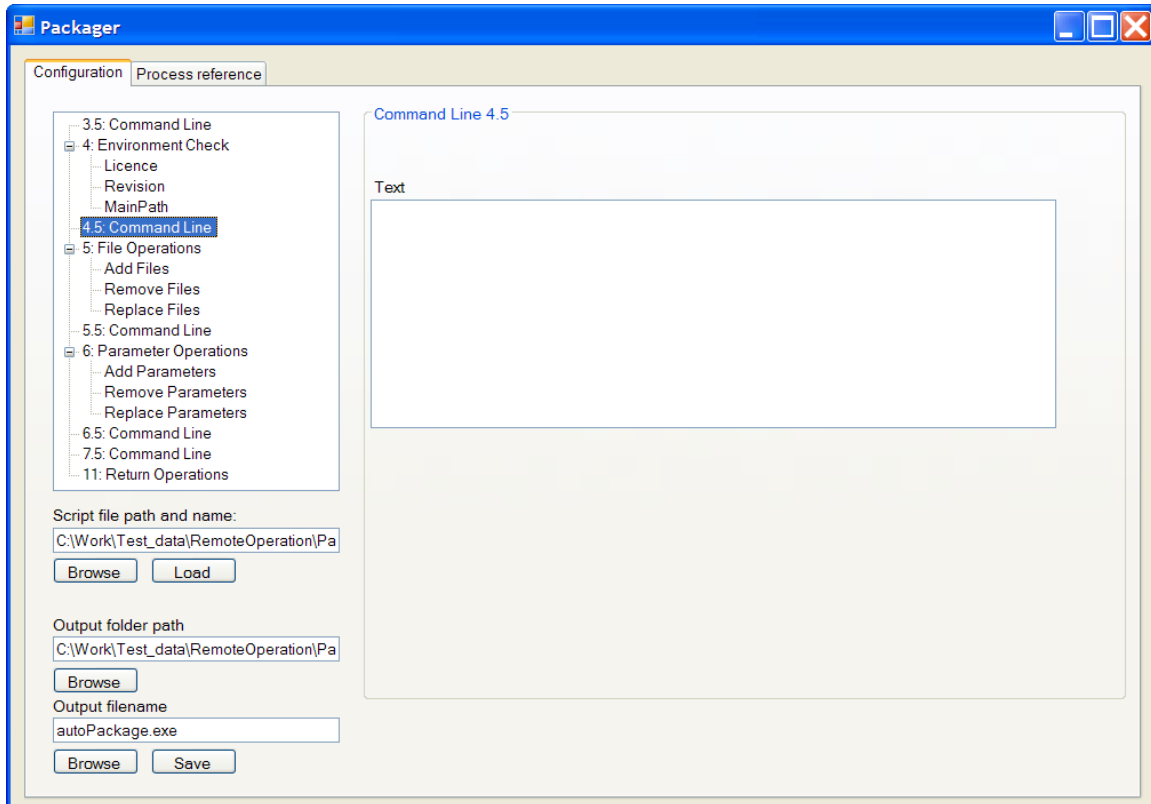 Packager
Configuration
Process reference
3.5: Command Line
4: Environment Check
Licence
Revision
MainPath
4.5: Command Line
5: File Operations
Add Files
Remove Files
Replace Files
5.5: Command Line
6: Parameter Operations
Add Parameters
Remove Parameters
Replace Parameters
6.5: Command Line
7.5: Command Line
11: Return Operations
Script file path and name:
C:\Work\Test_data\RemoteOperation\Pa
Browse
Load
Output folder path
C:\Work\Test_data\RemoteOperation\Pa
Browse
Output filename
autoPackage.exe
Browse
Save
Command Line 4.5
Text